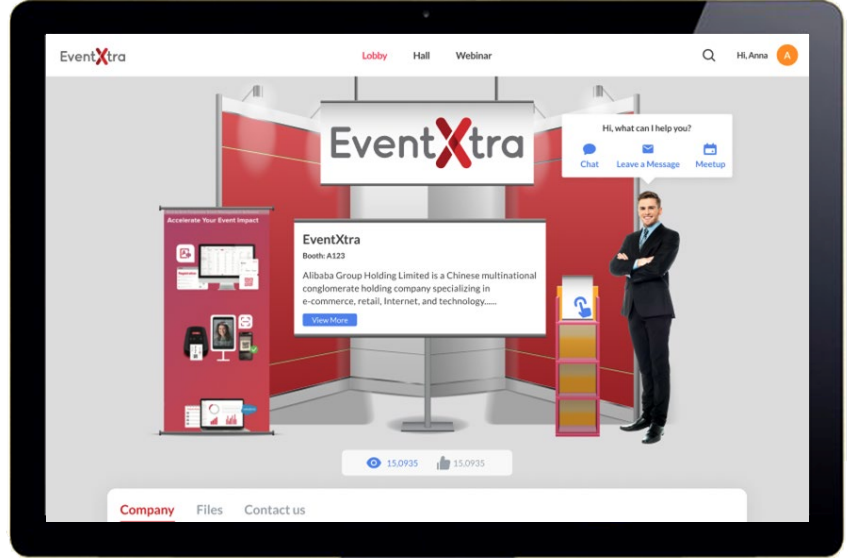 EventXtra
Lobby Hall Webinar
Hi, Anna A
EventXtra
Hi, what can I help you?
Chat Leave a Message Meetup
Accelerate Your Event Impact
EventXtra
Booth: A123
Alibaba Group Holding Limited is a Chinese multinational
conglomerate holding company specializing in
e-commerce, retail, Internet, and technology......
View More
15,0935 15,0935
Company Files Contact us